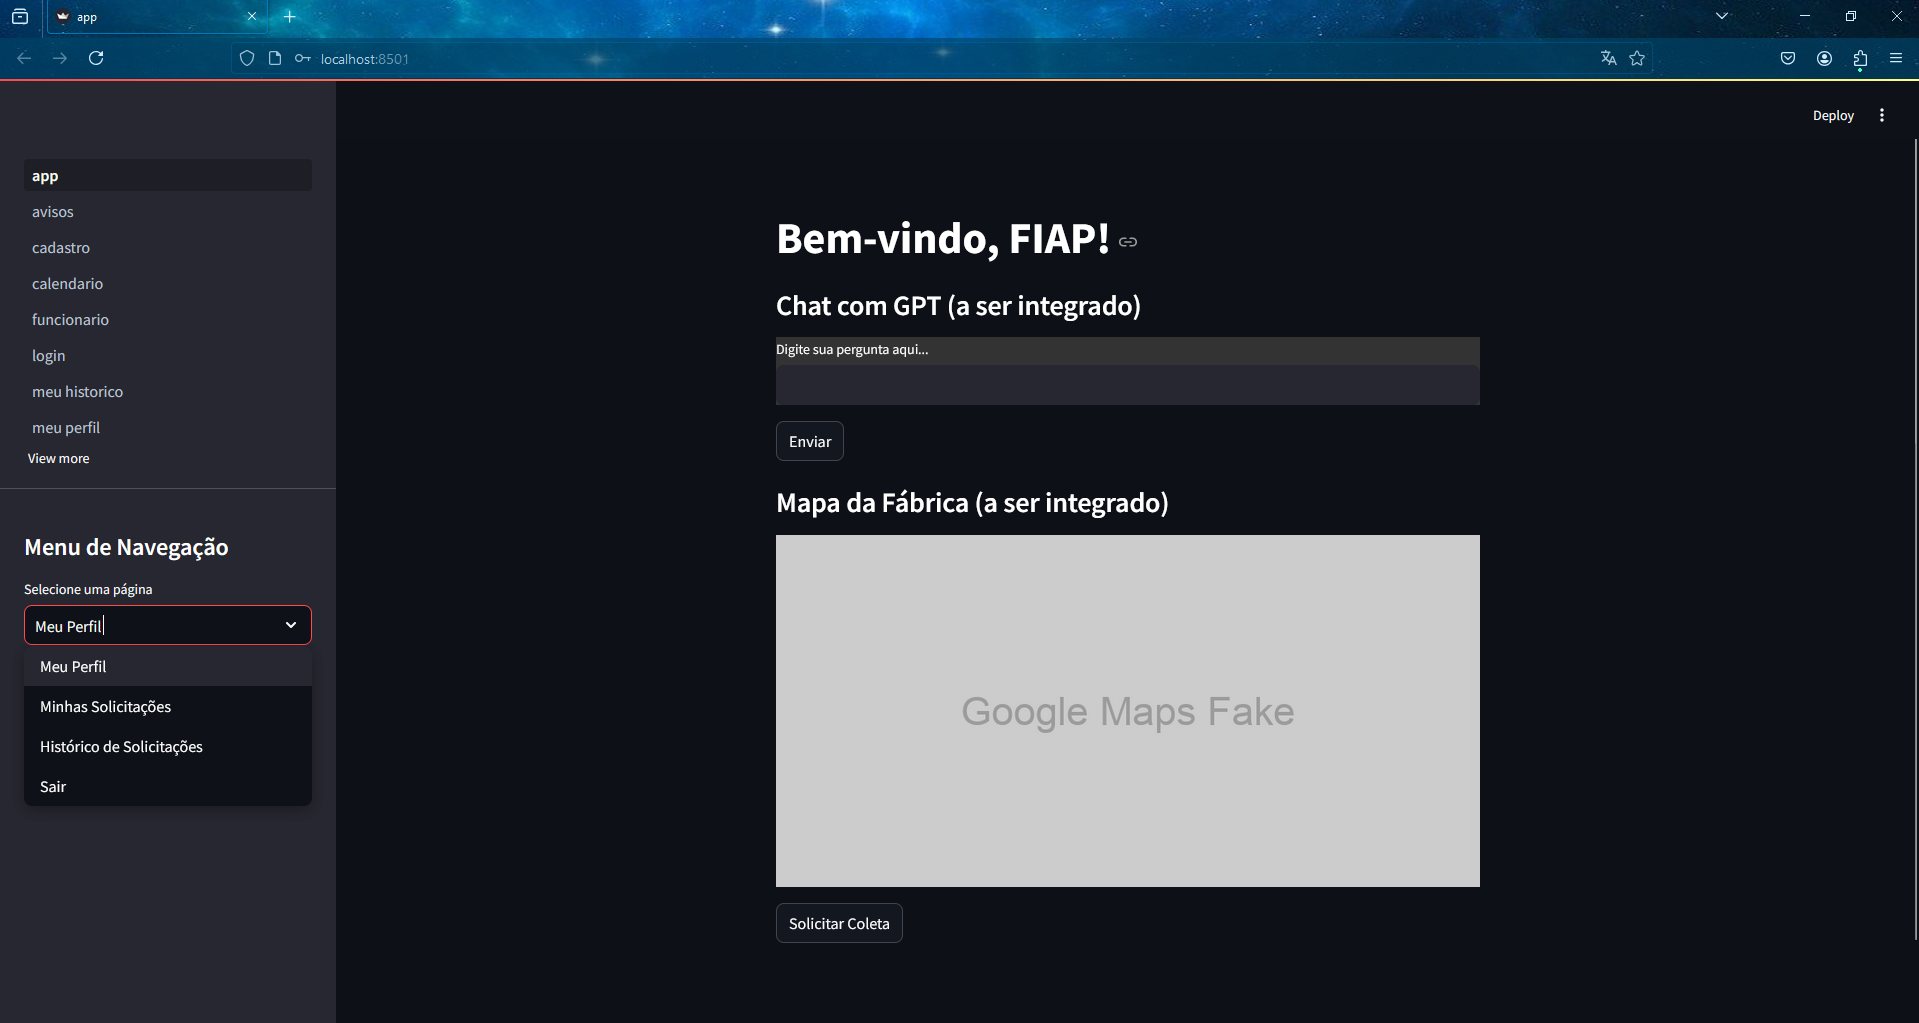 app
localhost:8501
Deploy
app
avisos
cadastro
calendario
funcionario
login
meu historico
meu perfil
View more
Menu de Navegação
Selecione uma página
Meu Perfil
Meu Perfil
Minhas Solicitações
Histórico de Solicitações
Sair
Bem-vindo, FIAP!
Chat com GPT (a ser integrado)
Digite sua pergunta aqui...
Enviar
Mapa da Fábrica (a ser integrado)
Google Maps Fake
Solicitar Coleta